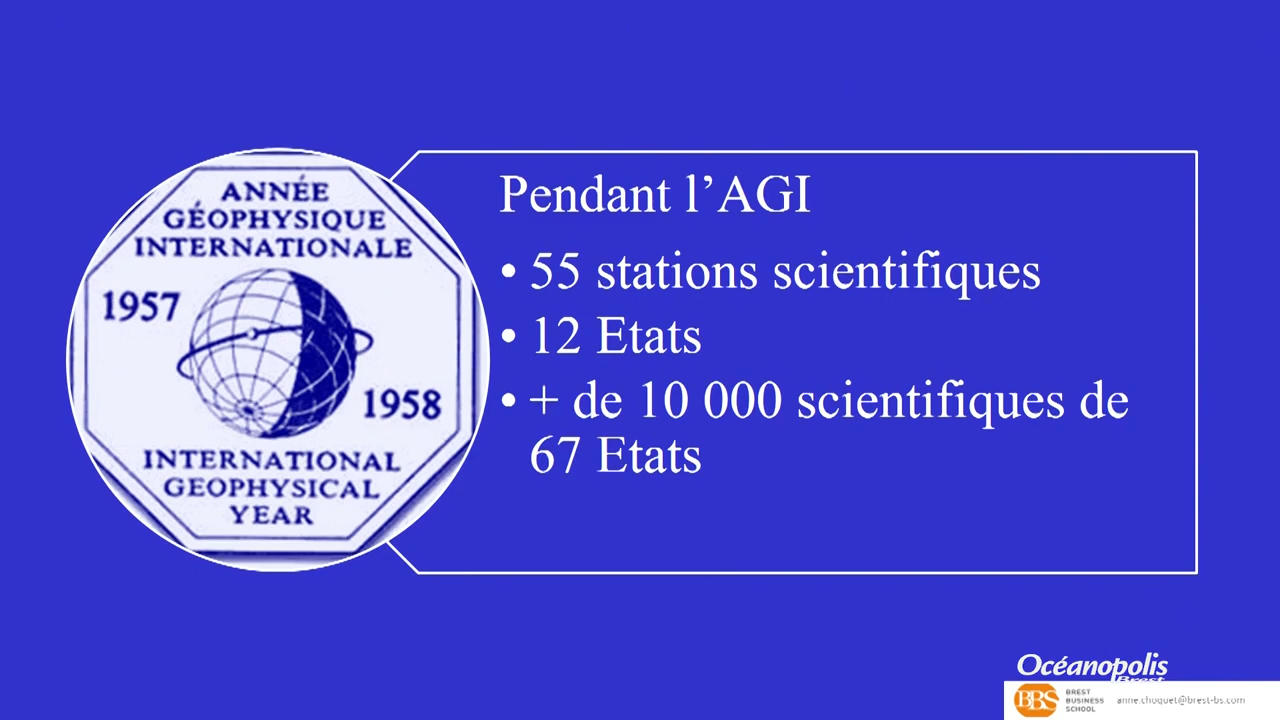 ANNÉE
GÉOPHYSIQUE
INTERNATIONALE
1957
1958
INTERNATIONAL
GEOPHYSICAL
YEAR
Pendant l’AGI
• 55 stations scientifiques
• 12 Etats
• + de 10 000 scientifiques de
67 Etats
Océanopolis
Brest
BBS
BREST
BUSINESS
SCHOOL
anne.choquet@brest-bs.com